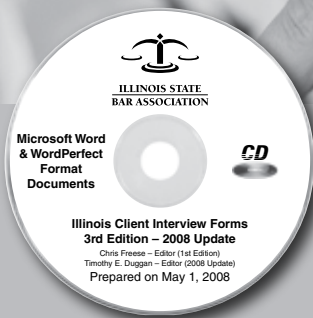 ILLINOIS STATE
BAR ASSOCIATION
Microsoft Word
& WordPerfect
Format
Documents
CD
Illinois Client Interview Forms
3rd Edition – 2008 Update
Chris Freese – Editor (1st Edition)
Timothy E. Duggan – Editor (2008 Update)
Prepared on May 1, 2008